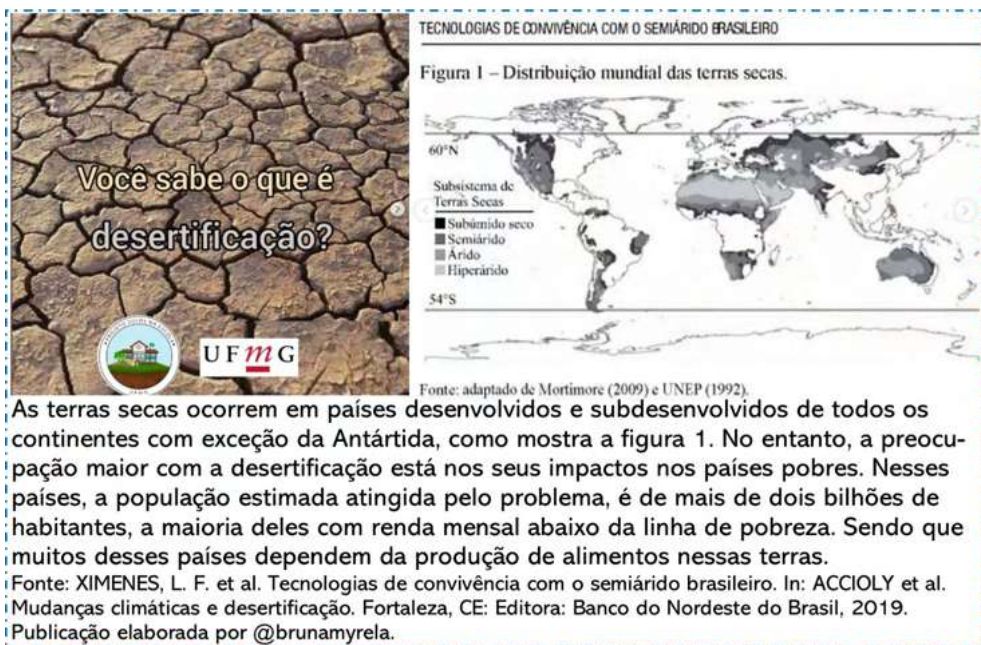 Você sabe o que é
desertificação?
UFmG
TECNOLOGIAS DE CONVIVÊNCIA COM O SEMIÁRIDO BRASILEIRO
Figura 1 – Distribuição mundial das terras secas.
60°N
Subsistema de
Terras Secas
Subúmido seco
Semiárido
Árido
Hiperárido
54°S
Fonte: adaptado de Mortimore (2009) e UNEP (1992).
As terras secas ocorrem em países desenvolvidos e subdesenvolvidos de todos os
continentes com exceção da Antártida, como mostra a figura 1. No entanto, a preocu-
pação maior com a desertificação está nos seus impactos nos países pobres. Nesses
países, a população estimada atingida pelo problema, é de mais de dois bilhões de
habitantes, a maioria deles com renda mensal abaixo da linha de pobreza. Sendo que
muitos desses países dependem da produção de alimentos nessas terras.
Fonte: XIMENES, L. F. et al. Tecnologias de convivência com o semiárido brasileiro. In: ACCIOLY et al.
Mudanças climáticas e desertificação. Fortaleza, CE: Editora: Banco do Nordeste do Brasil, 2019.
Publicação elaborada por @brunamyrela.